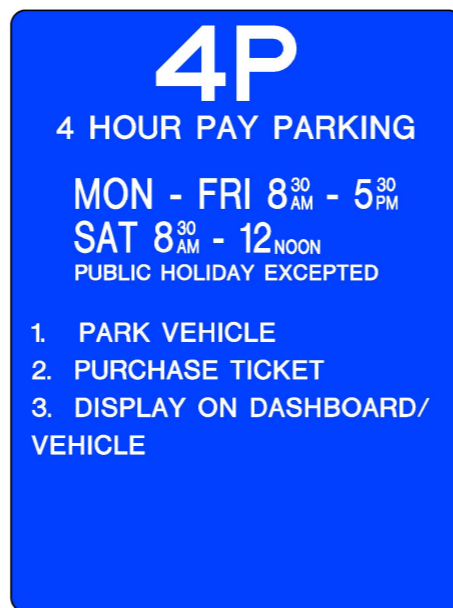 4P
4 HOUR PAY PARKING
MON - FRI 8 30 AM - 5 30 PM
SAT 8 30 AM - 12 NOON
PUBLIC HOLIDAY EXCEPTED
1. PARK VEHICLE
2. PURCHASE TICKET
3. DISPLAY ON DASHBOARD/
VEHICLE